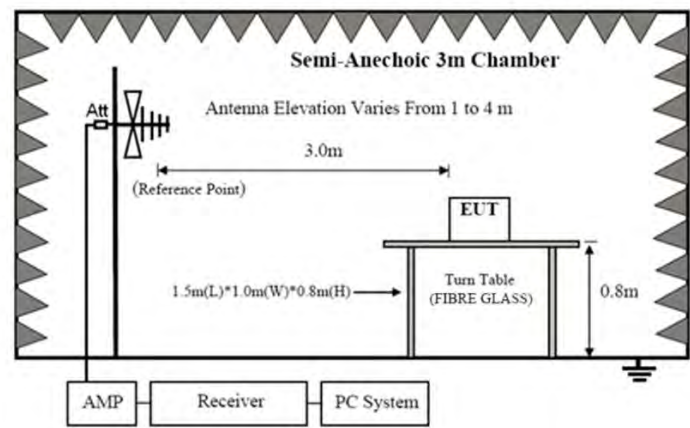 Semi-Anechoic 3m Chamber
Antenna Elevation Varies From 1 to 4 m
Att
3.0m
(Reference Point)
EUT
1.5m(L)*1.0m(W)*0.8m(H)
Turn Table
(FIBRE GLASS)
0.8m
AMP
Receiver
PC System